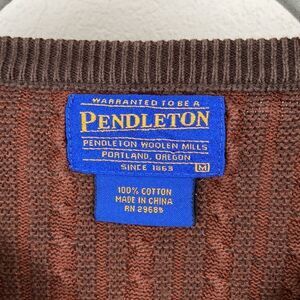 WARRANTED TO BE A
PENDLETON
PENDLETON WOOLEN MILLS
PORTLAND, OREGON
SINCE 1863
M
100% COTTON
MADE IN CHINA
RN 29685